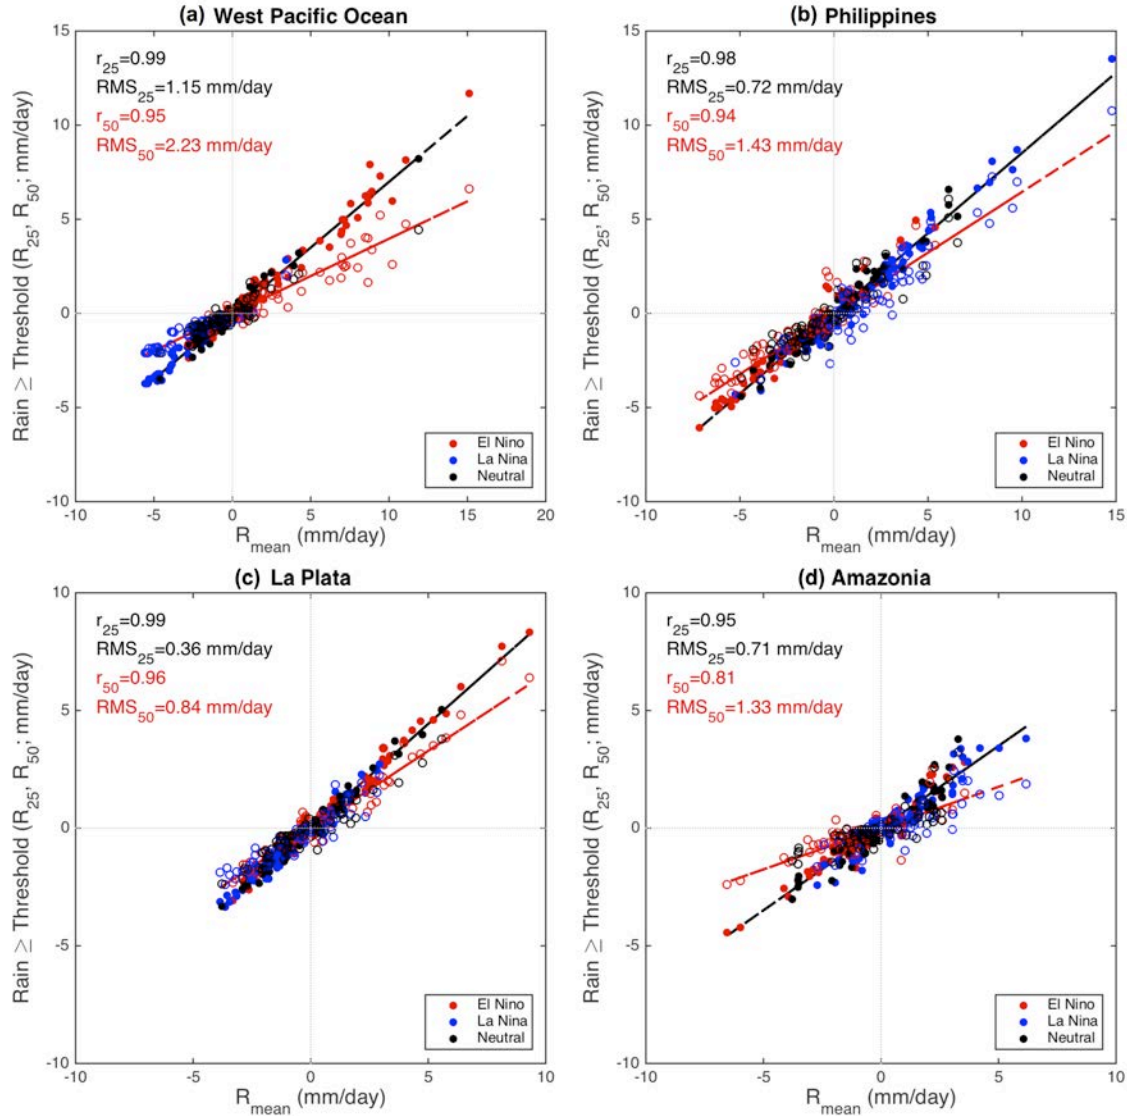 (a) West Pacific Ocean
15
10
5
0
-5
-10
-10
-5
0
5
10
15
20
Rain ≥ Threshold (R25, R50; mm/day)
Rmean (mm/day)
r25=0.99
RMS25=1.15 mm/day
r50=0.95
RMS50=2.23 mm/day
El Nino
La Nina
Neutral
(b) Philippines
15
10
5
0
-5
-10
-10
-5
0
5
10
15
Rain ≥ Threshold (R25, R50; mm/day)
Rmean (mm/day)
r25=0.98
RMS25=0.72 mm/day
r50=0.94
RMS50=1.43 mm/day
El Nino
La Nina
Neutral
(c) La Plata
10
5
0
-5
-10
-10
-5
0
5
10
Rain ≥ Threshold (R25, R50; mm/day)
Rmean (mm/day)
r25=0.99
RMS25=0.36 mm/day
r50=0.96
RMS50=0.84 mm/day
El Nino
La Nina
Neutral
(d) Amazonia
10
5
0
-5
-10
-10
-5
0
5
10
Rain ≥ Threshold (R25, R50; mm/day)
Rmean (mm/day)
r25=0.95
RMS25=0.71 mm/day
r50=0.81
RMS50=1.33 mm/day
El Nino
La Nina
Neutral